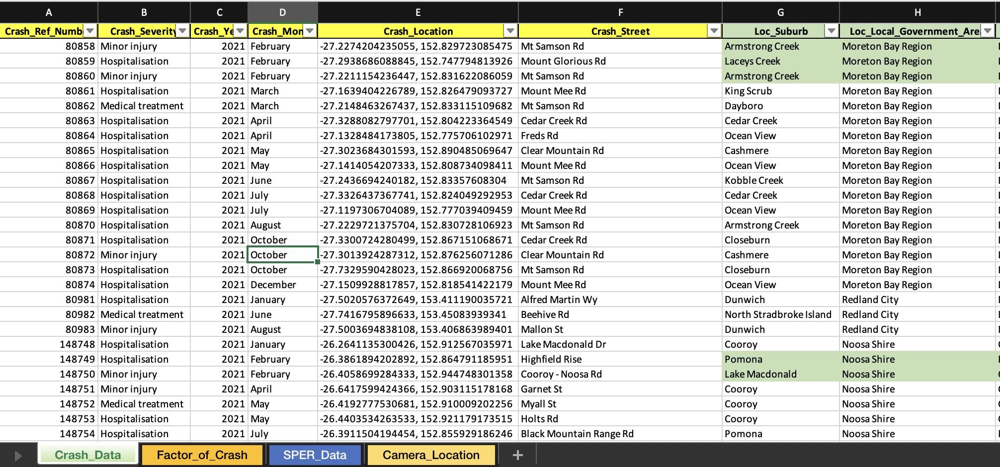 A B C D E F G H
Crash_Ref_Numb Crash_Severity Crash_Ye Crash_Mon Crash_Location Crash_Street Loc_Suburb Loc_Local_Government_Are
80858 Minor injury 2021 February -27.2274204235055, 152.829723085475 Mt Samson Rd Armstrong Creek Moreton Bay Region
80859 Hospitalisation 2021 February -27.2938686088845, 152.747794813926 Mount Glorious Rd Laceys Creek Moreton Bay Region
80860 Minor injury 2021 February -27.2211154236447, 152.831622086059 Mt Samson Rd Armstrong Creek Moreton Bay Region
80861 Hospitalisation 2021 March -27.1639404226789, 152.826479093727 Mount Mee Rd King Scrub Moreton Bay Region
80862 Medical treatment 2021 March -27.2148463267437, 152.833115109682 Mt Samson Rd Dayboro Moreton Bay Region
80863 Hospitalisation 2021 April -27.3288082797701, 152.804223364549 Cedar Creek Rd Cedar Creek Moreton Bay Region
80864 Hospitalisation 2021 April -27.1328484173805, 152.775706102971 Freds Rd Ocean View Moreton Bay Region
80865 Hospitalisation 2021 May -27.3023684301593, 152.890485069647 Clear Mountain Rd Cashmere Moreton Bay Region
80866 Hospitalisation 2021 May -27.1414054207333, 152.808734098411 Mount Mee Rd Ocean View Moreton Bay Region
80867 Hospitalisation 2021 June -27.2436694240182, 152.83357608304 Mt Samson Rd Kobble Creek Moreton Bay Region
80868 Hospitalisation 2021 July -27.3326437367741, 152.824049292953 Cedar Creek Rd Cedar Creek Moreton Bay Region
80869 Hospitalisation 2021 July -27.1197306704089, 152.777039409459 Mount Mee Rd Ocean View Moreton Bay Region
80870 Hospitalisation 2021 August -27.2229721375704, 152.830728106923 Mt Samson Rd Armstrong Creek Moreton Bay Region
80871 Hospitalisation 2021 October -27.3300724280499, 152.867151068671 Cedar Creek Rd Closeburn Moreton Bay Region
80872 Minor injury 2021 October -27.3013924287312, 152.876256071286 Clear Mountain Rd Cashmere Moreton Bay Region
80873 Hospitalisation 2021 October -27.7329590428023, 152.866920068756 Mt Samson Rd Closeburn Moreton Bay Region
80874 Hospitalisation 2021 December -27.1509928817857, 152.818541422179 Mount Mee Rd Ocean View Moreton Bay Region
80981 Hospitalisation 2021 January -27.5020576372649, 153.411190035721 Alfred Martin Wy Dunwich Redland City
80982 Medical treatment 2021 June -27.7416795896633, 153.45083939341 Beehive Rd North Stradbroke Island Redland City
80983 Minor injury 2021 August -27.5003694838108, 153.406863989401 Mallon St Dunwich Redland City
148748 Hospitalisation 2021 January -26.2641135300426, 152.912567035971 Lake Macdonald Dr Cooroy Noosa Shire
148749 Hospitalisation 2021 February -26.3861894202892, 152.864791185951 Highfield Rise Pomona Noosa Shire
148750 Minor injury 2021 February -26.4058699284333, 152.944748301358 Cooroy - Noosa Rd Lake Macdonald Noosa Shire
148751 Minor injury 2021 April -26.6417599424366, 152.903115178168 Garnet St Cooroy Noosa Shire
148752 Medical treatment 2021 May -26.4192777530681, 152.910009202256 Myall St Cooroy Noosa Shire
148753 Hospitalisation 2021 May -26.4403534263533, 152.921179173515 Holts Rd Cooroy Noosa Shire
148754 Hospitalisation 2021 July -26.3911504194454, 152.855929186246 Black Mountain Range Rd Pomona Noosa Shire
Crash_Data Factor_of_Crash SPER_Data Camera_Location +